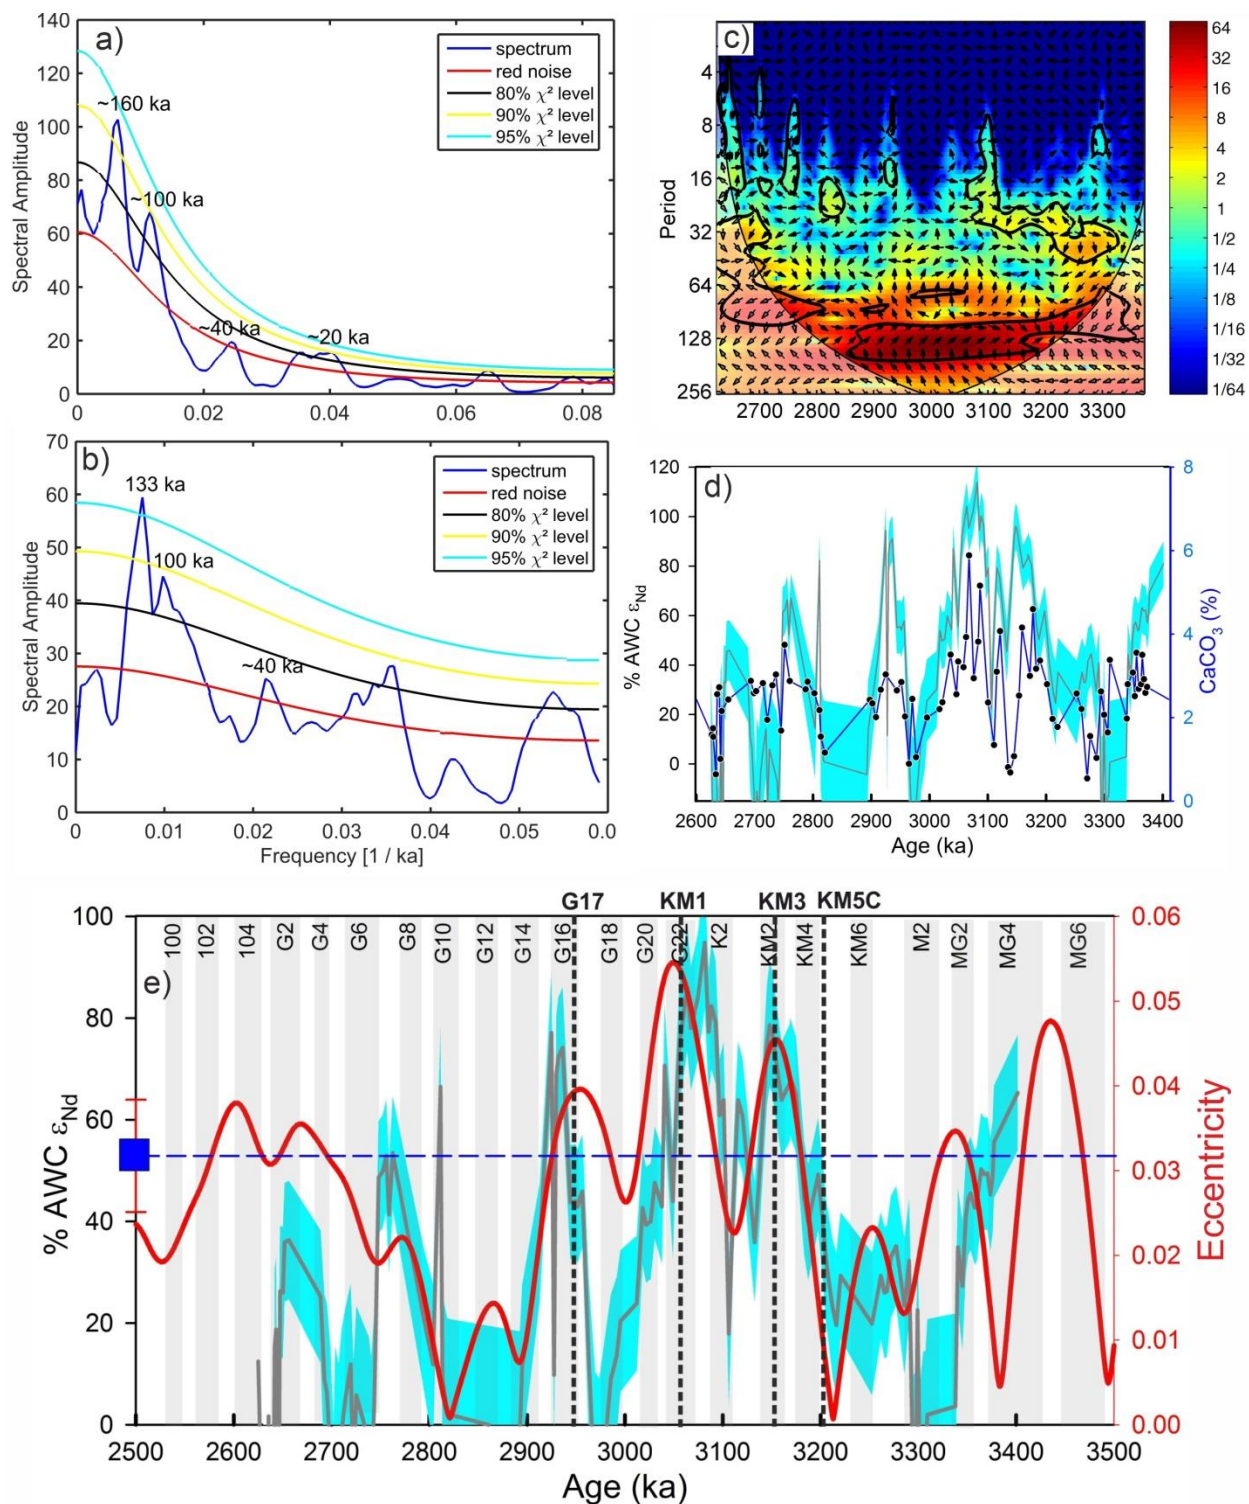 a)
140
120
100
80
60
40
20
0
Spectral Amplitude
~160 ka
~100 ka
~40 ka
~20 ka
spectrum
red noise
80% χ² level
90% χ² level
95% χ² level
0 0.02 0.04 0.06 0.08
c)
Period
4
8
16
32
64
128
256
2700 2800 2900 3000 3100 3200 3300
64
32
16
8
4
2
1
1/2
1/4
1/8
1/16
1/32
1/64
b)
70
60
50
40
30
20
10
0
Spectral Amplitude
133 ka
100 ka
~40 ka
spectrum
red noise
80% χ² level
90% χ² level
95% χ² level
0 0.01 0.02 0.03 0.04 0.05 0.0
Frequency [1 / ka]
d)
120
100
80
60
40
20
0
% AWC εNd
8
6
4
2
0
CaCO3 (%)
2600 2700 2800 2900 3000 3100 3200 3300 3400
Age (ka)
G17 KM1 KM3 KM5C
e)
100 102 104 G2 G4 G6 G8 G10 G12 G14 G16 G18 G20 G22 K2 KM2 KM4 KM6 M2 MG2 MG4 MG6
100
80
60
40
20
0
% AWC εNd
0.06
0.05
0.04
0.03
0.02
0.01
0.00
Eccentricity
2500 2600 2700 2800 2900 3000 3100 3200 3300 3400 3500
Age (ka)